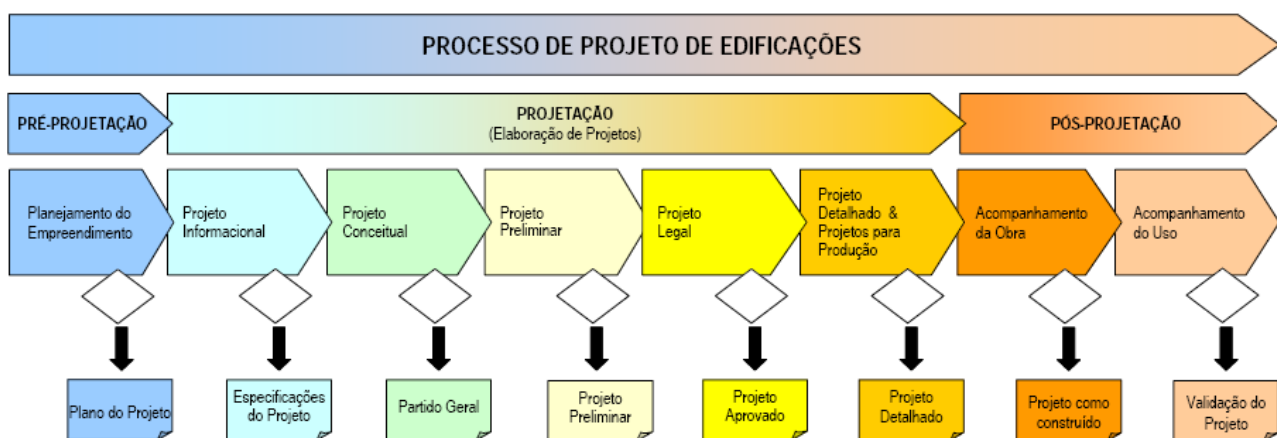 PROCESSO DE PROJETO DE EDIFICAÇÕES
PRÉ-PROJETAÇÃO
PROJETAÇÃO
(Elaboração de Projetos)
PÓS-PROJETAÇÃO
Planejamento do
Empreendimento
Projeto
Informacional
Projeto
Conceitual
Projeto
Preliminar
Projeto
Legal
Projeto
Detalhado &
Projetos para
Produção
Acompanhamento
da Obra
Acompanhamento
do Uso
Plano do Projeto
Especificações
do Projeto
Partido Geral
Projeto
Preliminar
Projeto
Aprovado
Projeto
Detalhado
Projeto como
construído
Validação do
Projeto